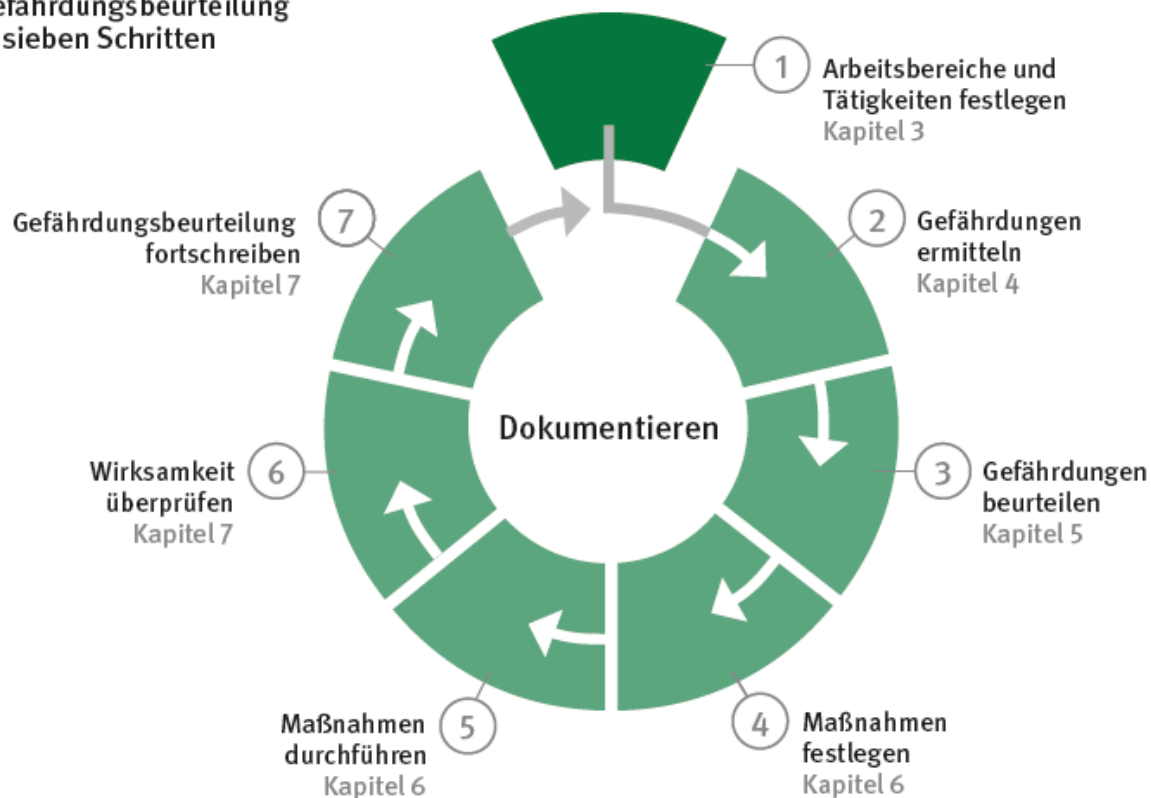 efährdungsbeurteilung
sieben Schritten
1
Arbeitsbereiche und
Tätigkeiten festlegen
Kapitel 3
2
Gefährdungen
ermitteln
Kapitel 4
3
Gefährdungen
beurteilen
Kapitel 5
4
Maßnahmen
festlegen
Kapitel 6
5
Maßnahmen
durchführen
Kapitel 6
6
Wirksamkeit
überprüfen
Kapitel 7
7
Gefährdungsbeurteilung
fortschreiben
Kapitel 7
Dokumentieren